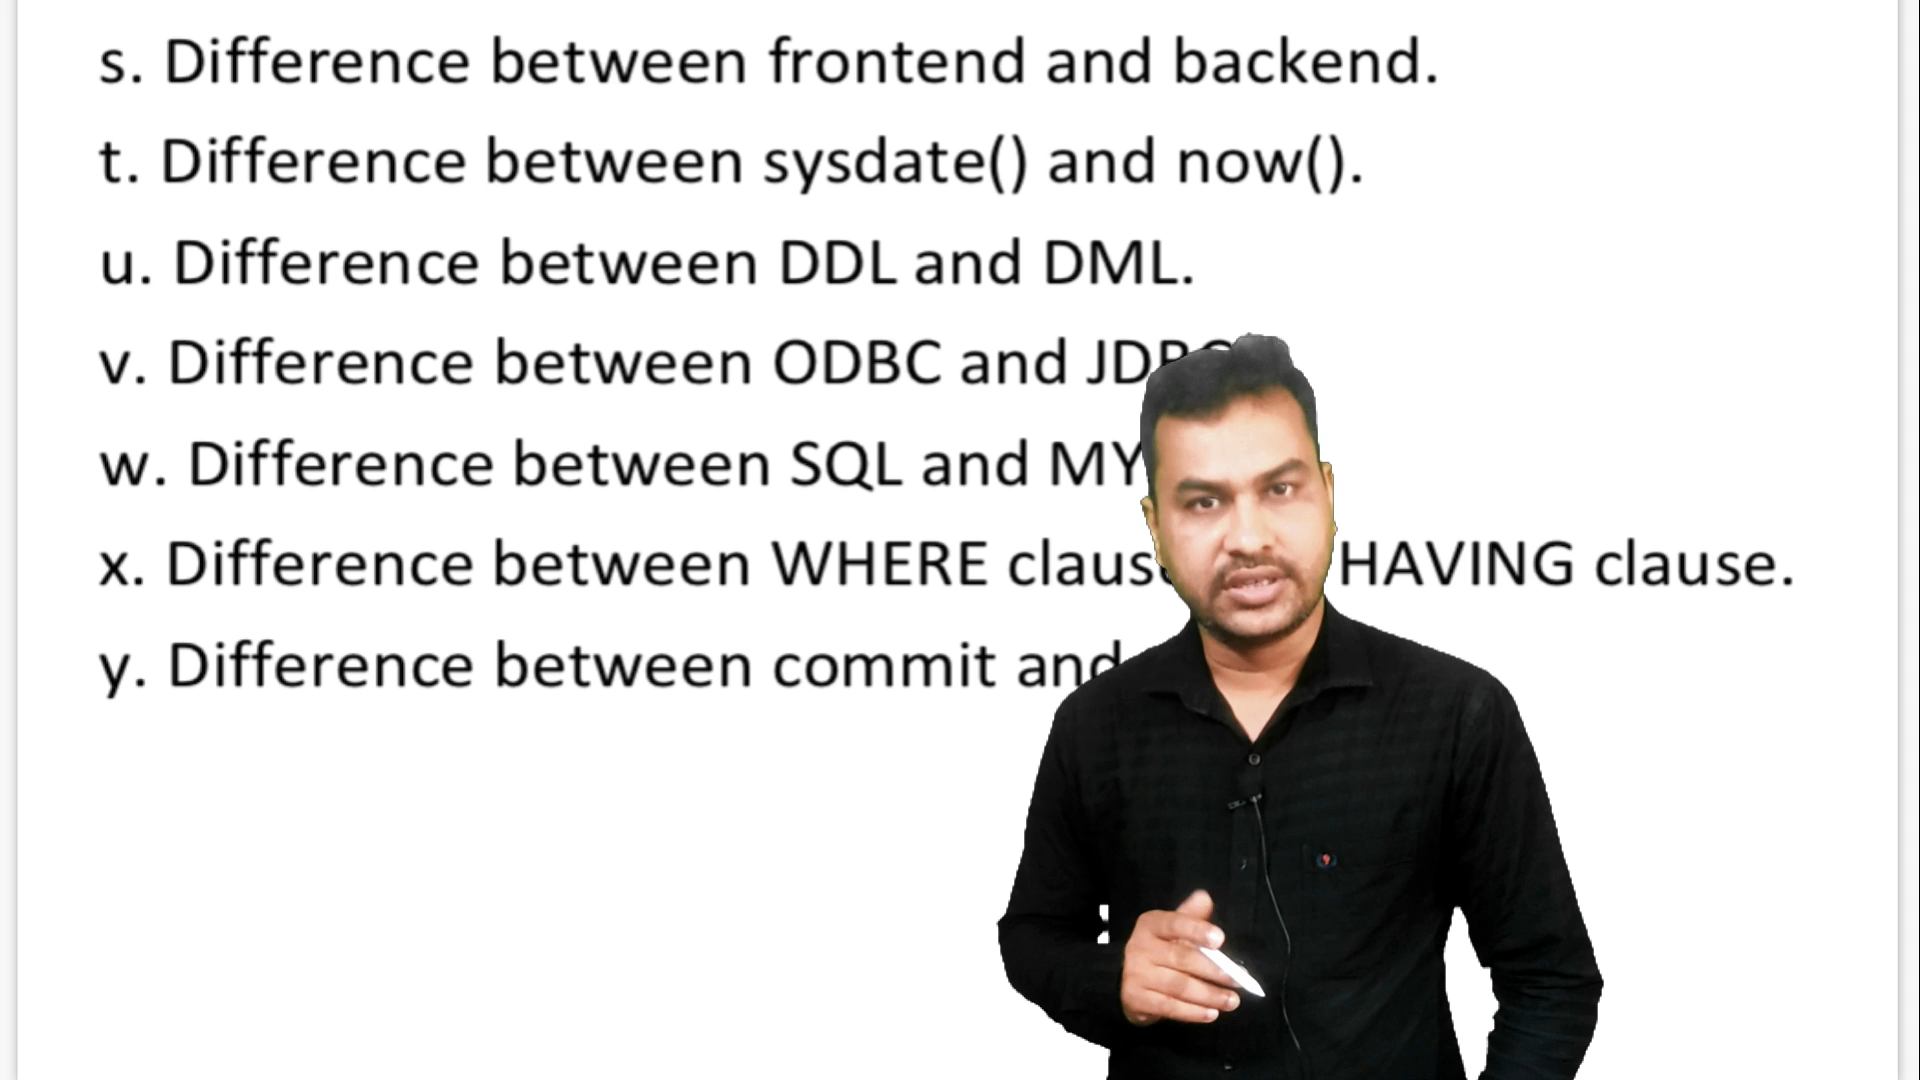 s. Difference between frontend and backend.
t. Difference between sysdate() and now().
u. Difference between DDL and DML.
v. Difference between ODBC and
w. Difference between SQL and
x. Difference between WHERE HAVING clause.
y. Difference between commit and